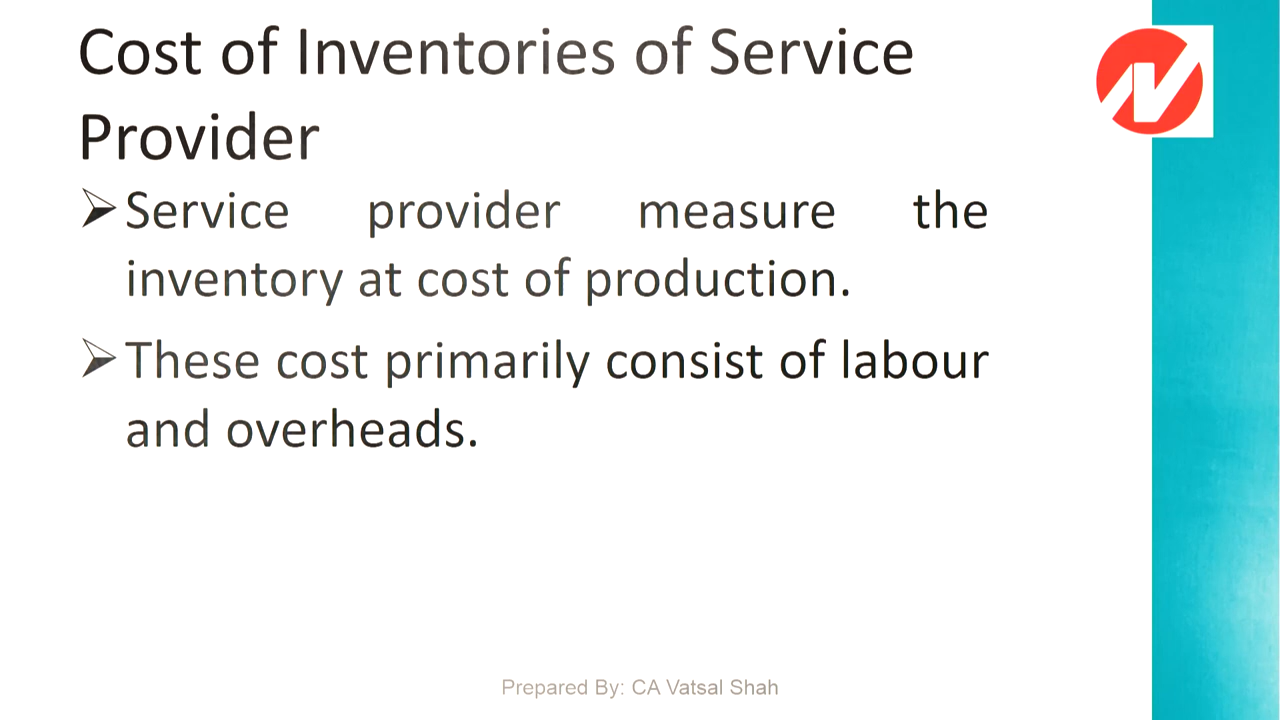 Cost of Inventories of Service
Provider
Service provider measure the
inventory at cost of production.
These cost primarily consist of labour
and overheads.
Prepared By: CA Vatsal Shah